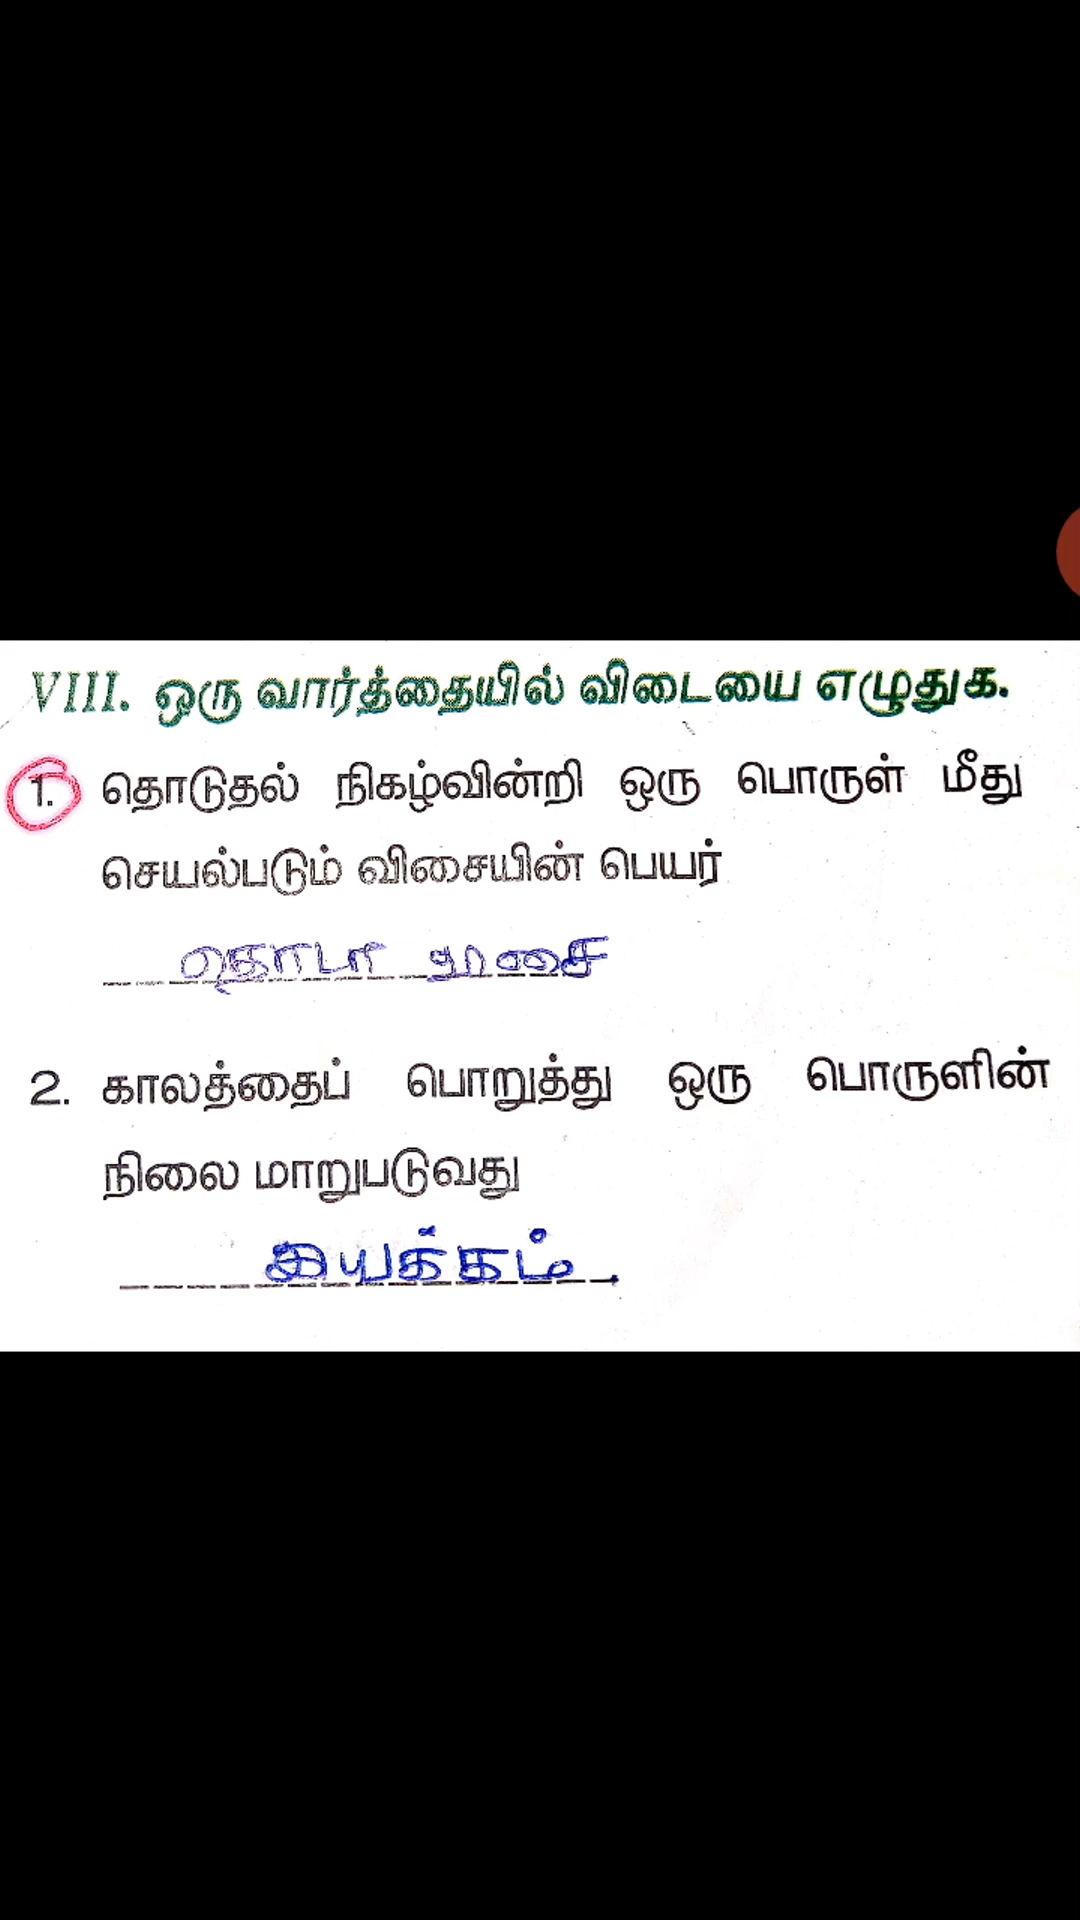 VIII. ஒரு வார்த்தையில் விடையை எழுதுக.
1. தொடுதல் நிகழ்வின்றி ஒரு பொருள் மீது
செயல்படும் விசையின் பெயர்
தொடா
2. காலத்தைப் பொறுத்து ஒரு பொருளின்
நிலை மாறுபடுவது
இயக்கம்.